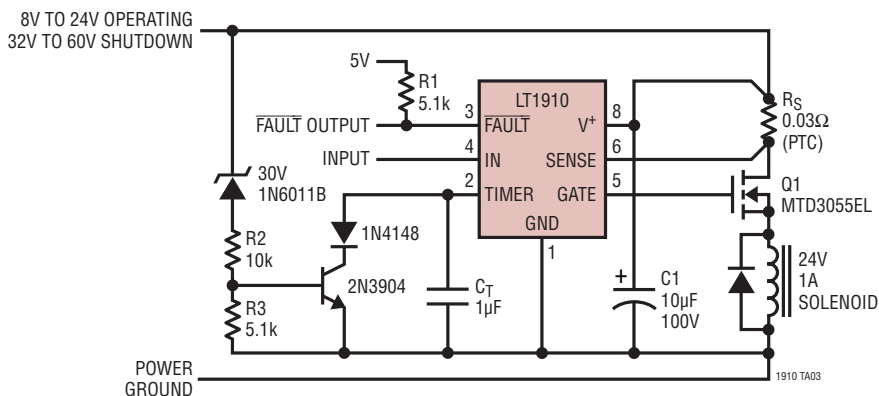 8V TO 24V OPERATING
32V TO 60V SHUTDOWN
5V
R1
5.1k
LT1910
FAULT OUTPUT
3
FAULT
V+
8
RS
0.03Ω
(PTC)
INPUT
4
IN
SENSE
6
30V
1N6011B
2
TIMER
GATE
5
Q1
MTD3055EL
GND
1
1N4148
R2
10k
2N3904
CT
1µF
+
C1
10µF
100V
24V
1A
SOLENOID
R3
5.1k
POWER
GROUND
1910 TA03